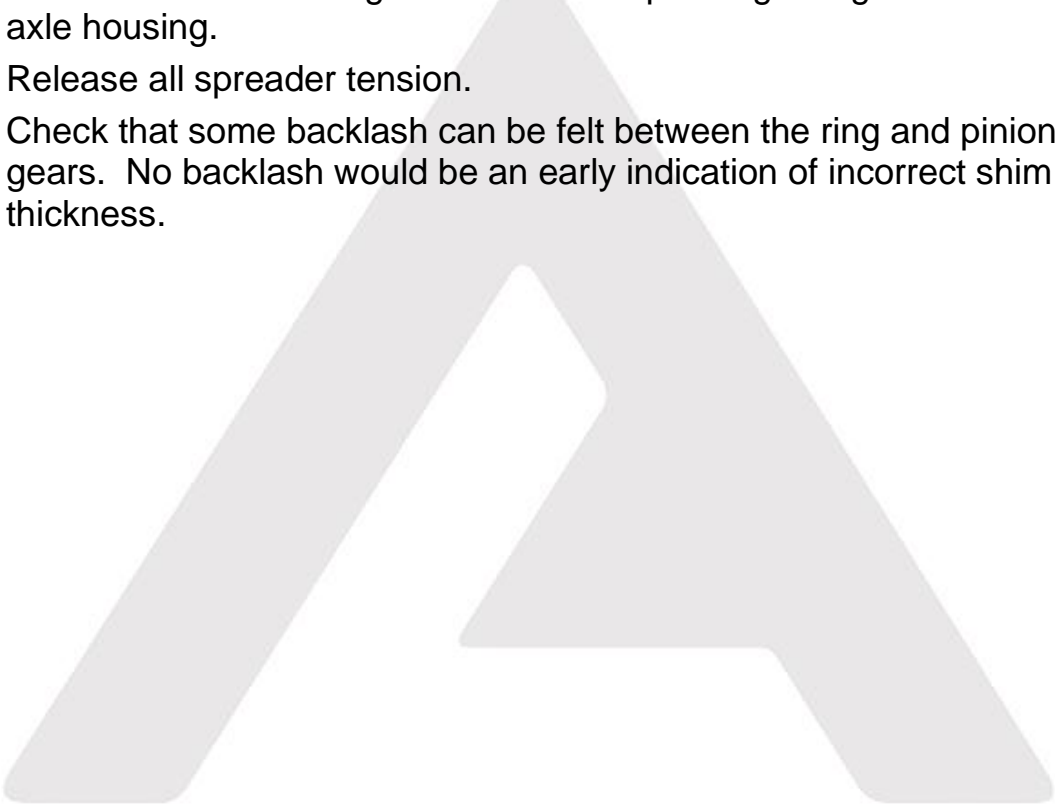 axle housing.
Release all spreader tension.
Check that some backlash can be felt between the ring and pinion
gears.  No backlash would be an early indication of incorrect shim
thickness.